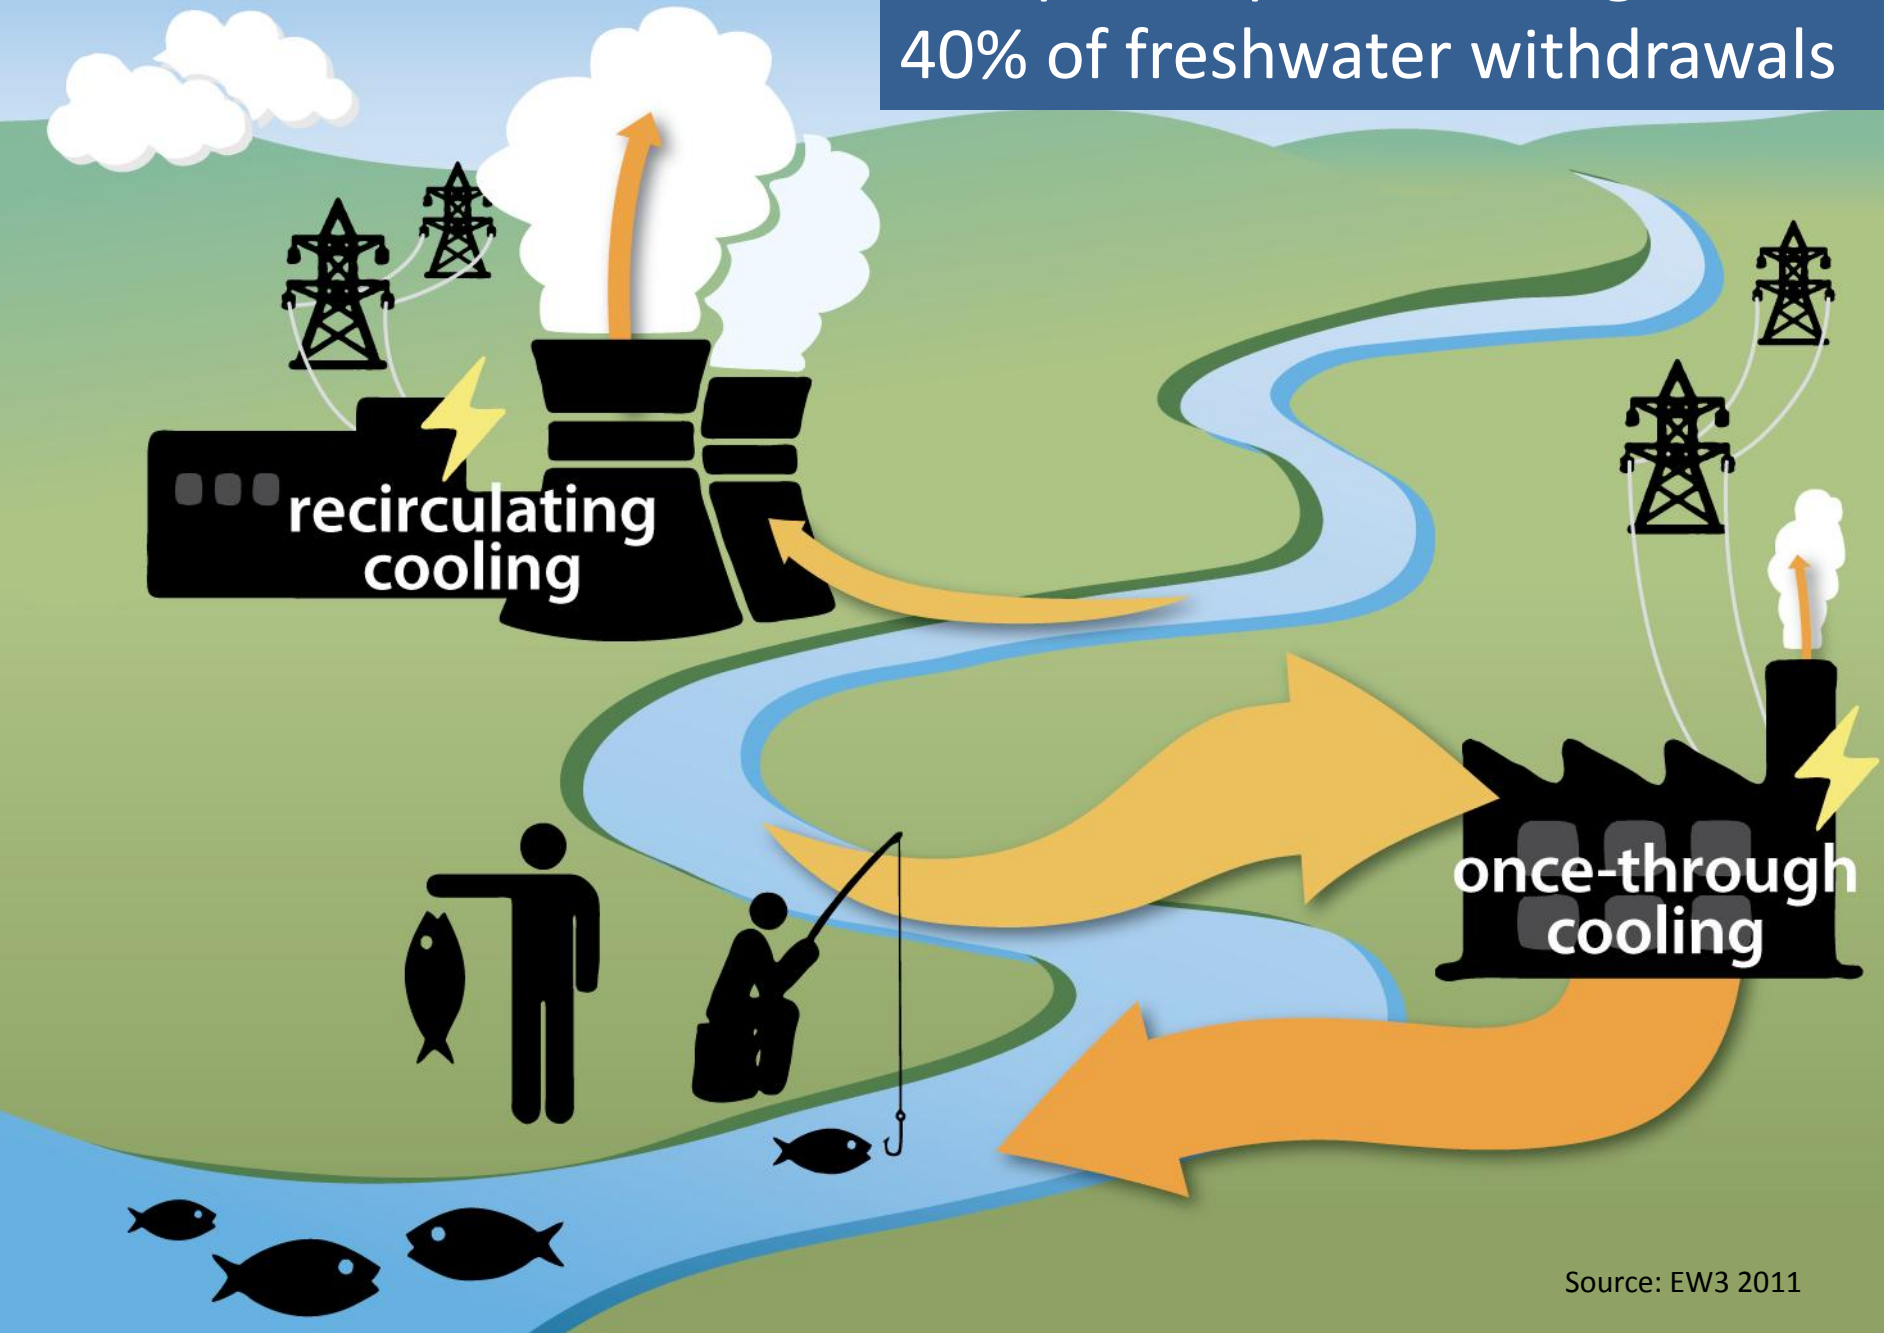 40% of freshwater withdrawals
recirculating
cooling
once-through
cooling
Source: EW3 2011